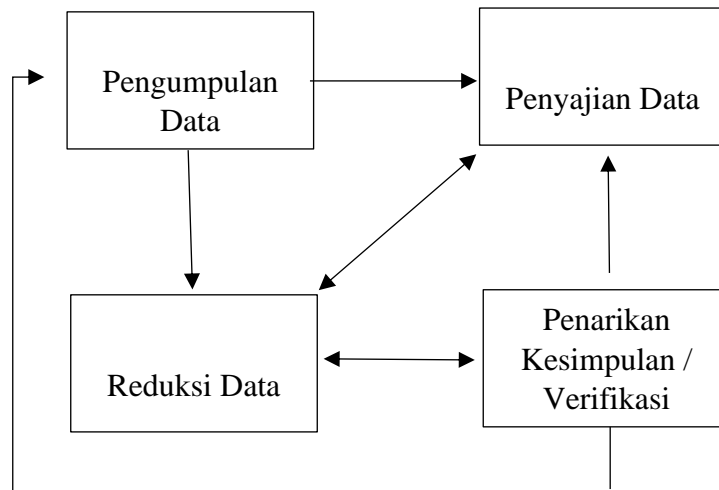 Pengumpulan
Data
Penyajian Data
Reduksi Data
Penarikan
Kesimpulan /
Verifikasi